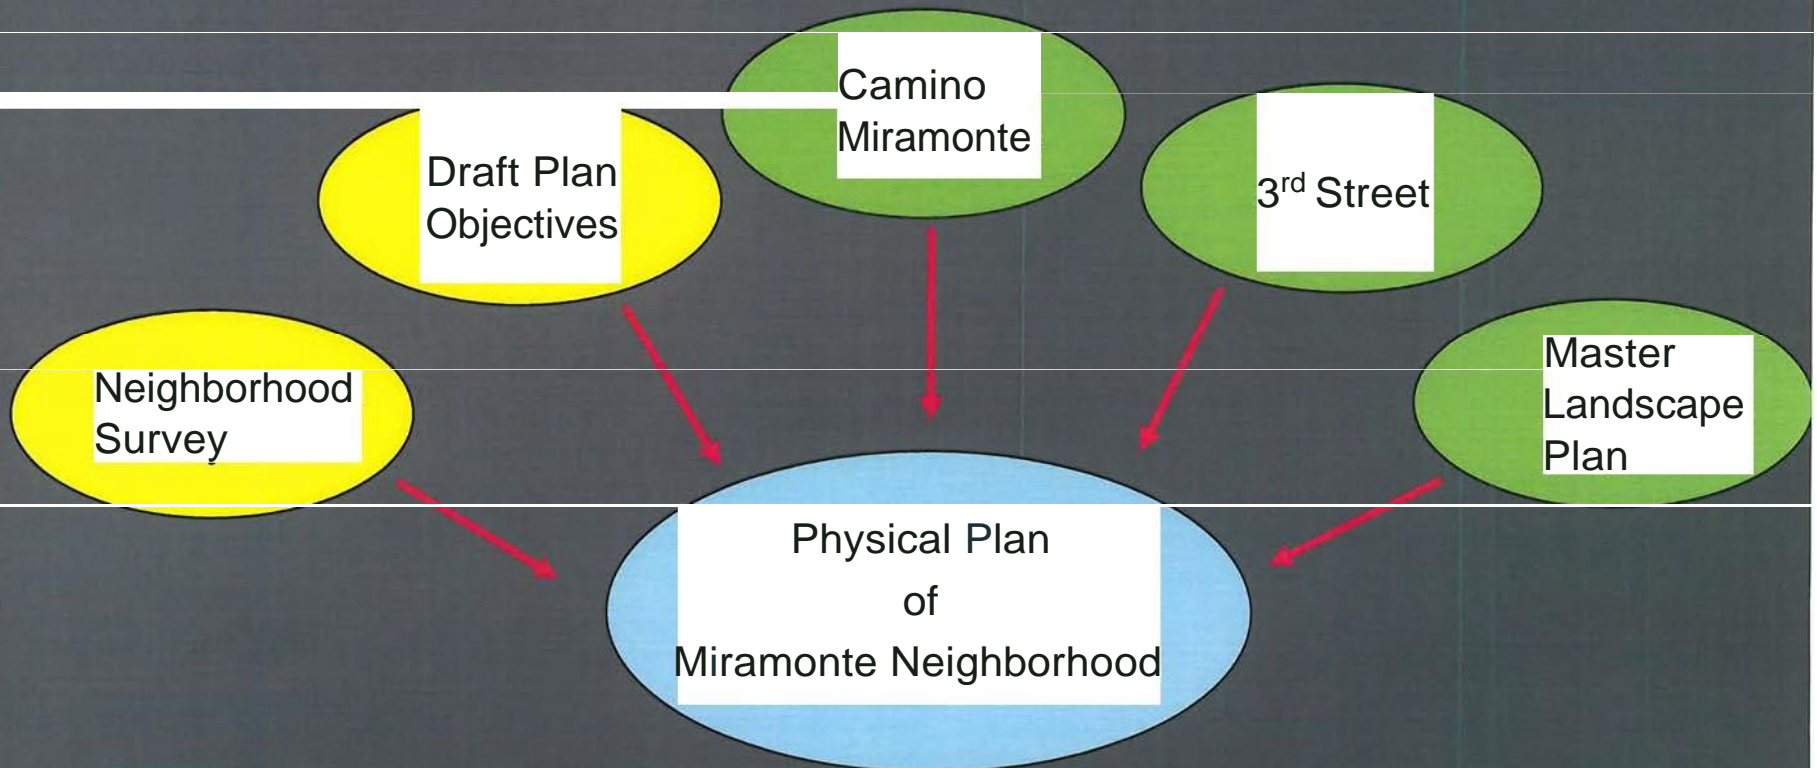 Camino
Miramonte
Draft Plan
Objectives
3rd Street
Neighborhood
Survey
Master
Landscape
Plan
Physical Plan
of
Miramonte Neighborhood